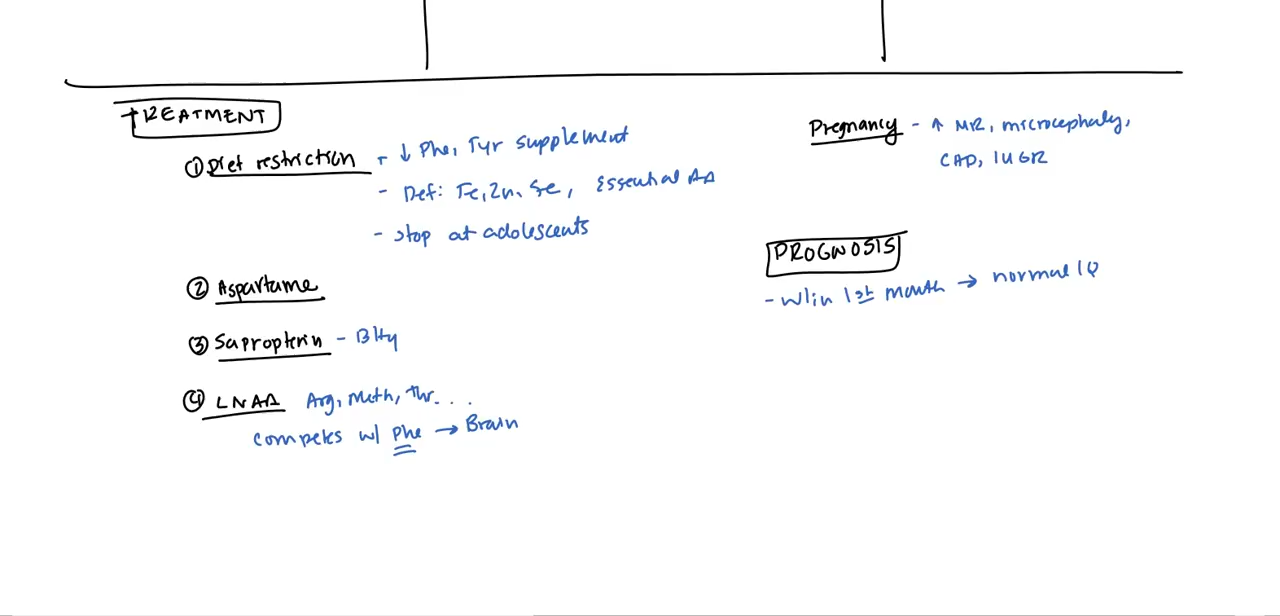 TREATMENT
① Diet restriction - ↓ Phe, Tyr supplement
- Def: Fe, Zn, Se, Essential AA
- stop at adolescents
② Aspartame
③ Sapropterin - BH4
④ LNAA Arg, Meth, Thr...
competes w/ Phe → Brain
Pregnancy - ↑ MR, microcephaly,
CAD, IUGR
PROGNOSIS
- w/in 1st month → normal IQ